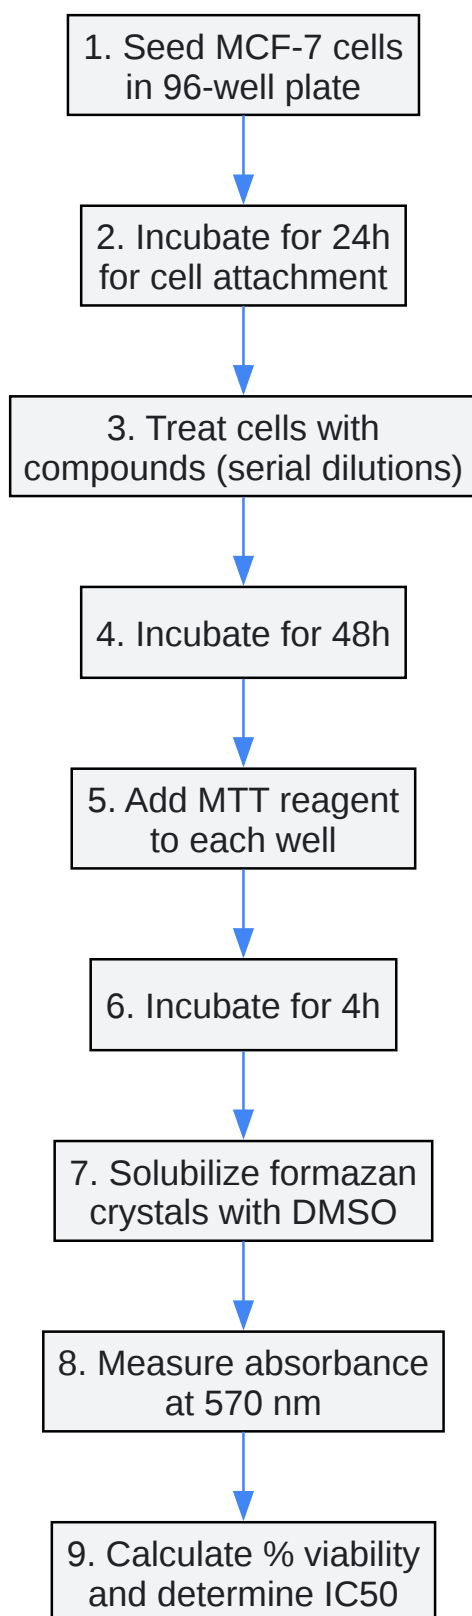 1. Seed MCF-7 cells
in 96-well plate
2. Incubate for 24h
for cell attachment
3. Treat cells with
compounds (serial dilutions)
4. Incubate for 48h
5. Add MTT reagent
to each well
6. Incubate for 4h
7. Solubilize formazan
crystals with DMSO
8. Measure absorbance
at 570 nm
9. Calculate % viability
and determine IC50